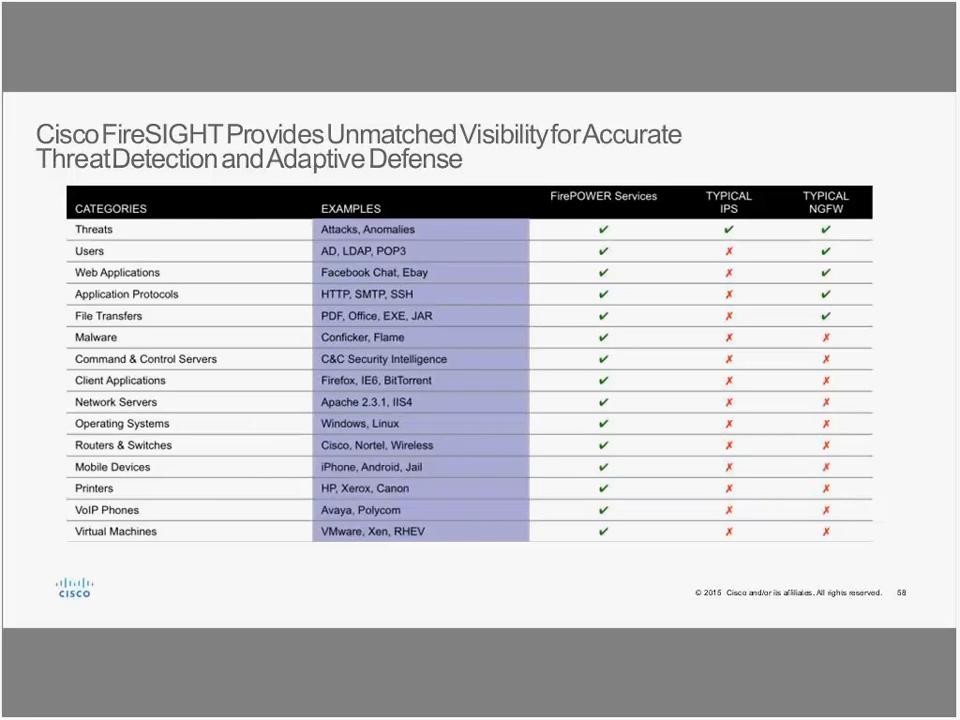 Cisco FireSIGHT Provides Unmatched Visibility for Accurate
Threat Detection and Adaptive Defense
CATEGORIES EXAMPLES FirePOWER Services TYPICAL IPS TYPICAL NGFW
Threats Attacks, Anomalies ✔ ✔ ✔
Users AD, LDAP, POP3 ✔ ✗ ✔
Web Applications Facebook Chat, Ebay ✔ ✗ ✔
Application Protocols HTTP, SMTP, SSH ✔ ✗ ✔
File Transfers PDF, Office, EXE, JAR ✔ ✗ ✔
Malware Conficker, Flame ✔ ✗ ✗
Command & Control Servers C&C Security Intelligence ✔ ✗ ✗
Client Applications Firefox, IE6, BitTorrent ✔ ✗ ✗
Network Servers Apache 2.3.1, IIS4 ✔ ✗ ✗
Operating Systems Windows, Linux ✔ ✗ ✗
Routers & Switches Cisco, Nortel, Wireless ✔ ✗ ✗
Mobile Devices iPhone, Android, Jail ✔ ✗ ✗
Printers HP, Xerox, Canon ✔ ✗ ✗
VoIP Phones Avaya, Polycom ✔ ✗ ✗
Virtual Machines VMware, Xen, RHEV ✔ ✗ ✗
CISCO
© 2015 Cisco and/or its affiliates. All rights reserved. 58